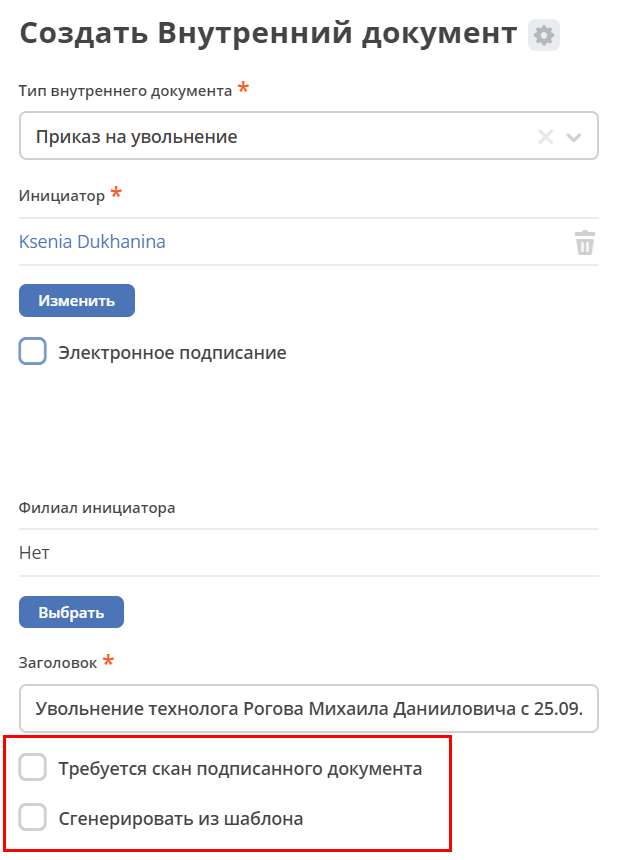 Создать Внутренний документ
Тип внутреннего документа *
Приказ на увольнение
Инициатор *
Ksenia Dukhanina
Изменить
Электронное подписание
Филиал инициатора
Нет
Выбрать
Заголовок *
Увольнение технолога Рогова Михаила Данииловича с 25.09.
Требуется скан подписанного документа
Сгенерировать из шаблона